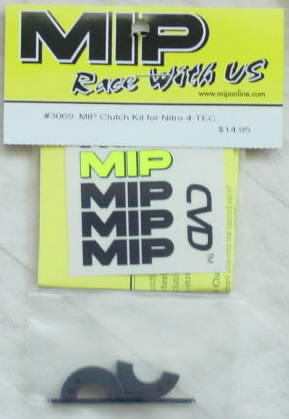 MIP
Race With US
www.miponline.com
#3069 MIP Clutch Kit for Nitro 4-TEC
$14.95
MIP
MIP
MIP
MIP
CVD™